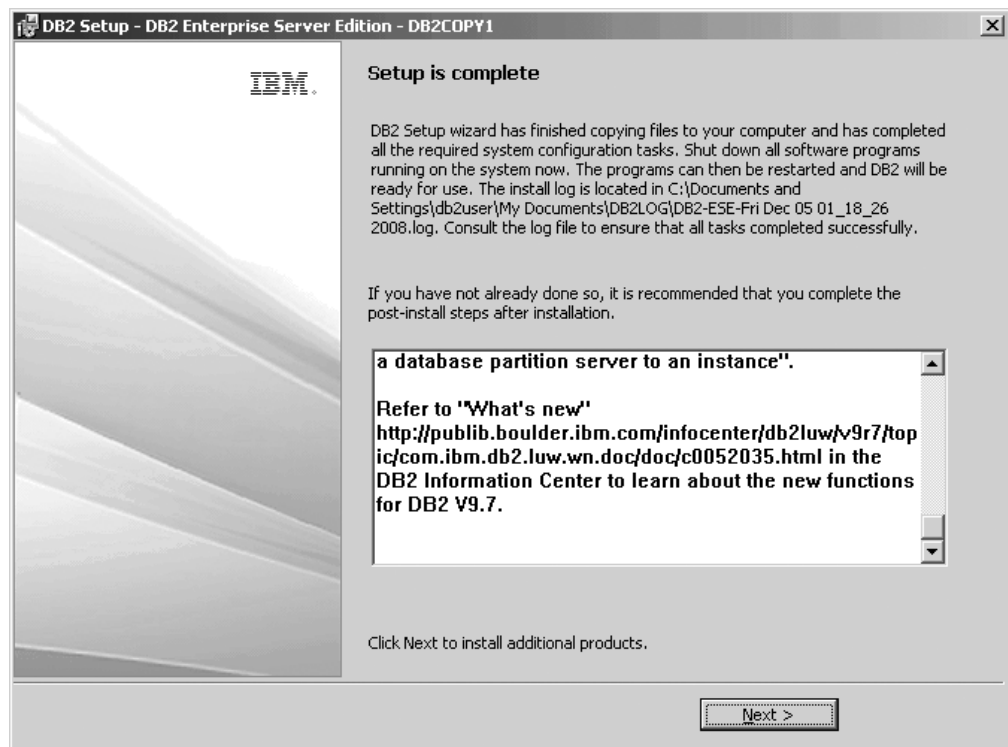 DB2 Setup - DB2 Enterprise Server Edition - DB2COPY1
IBM.
Setup is complete
DB2 Setup wizard has finished copying files to your computer and has completed
all the required system configuration tasks. Shut down all software programs
running on the system now. The programs can then be restarted and DB2 will be
ready for use. The install log is located in C:\Documents and
Settings\db2user\My Documents\DB2LOG\DB2-ESE-Fri Dec 05 01_18_26
2008.log. Consult the log file to ensure that all tasks completed successfully.
If you have not already done so, it is recommended that you complete the
post-install steps after installation.
a database partition server to an instance".
Refer to "What's new"
http://publib.boulder.ibm.com/infocenter/db2luw/v9r7/top
ic/com.ibm.db2.luw.wn.doc/doc/c0052035.html in the
DB2 Information Center to learn about the new functions
for DB2 V9.7.
Click Next to install additional products.
Next >